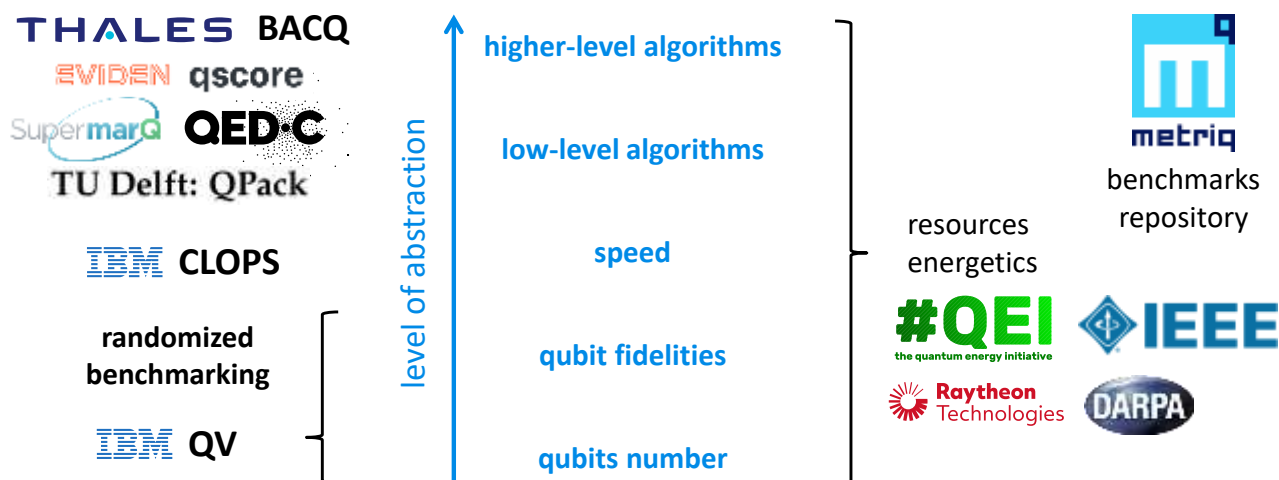 THALES BACQ
EVIDEN qscore
SupermarQ QED·C
TU Delft: QPack
IBM CLOPS
randomized
benchmarking
IBM QV
level of abstraction
higher-level algorithms
low-level algorithms
speed
qubit fidelities
qubits number
metriq
benchmarks
repository
resources
energetics
#QEI
the quantum energy initiative
IEEE
Raytheon
Technologies
DARPA